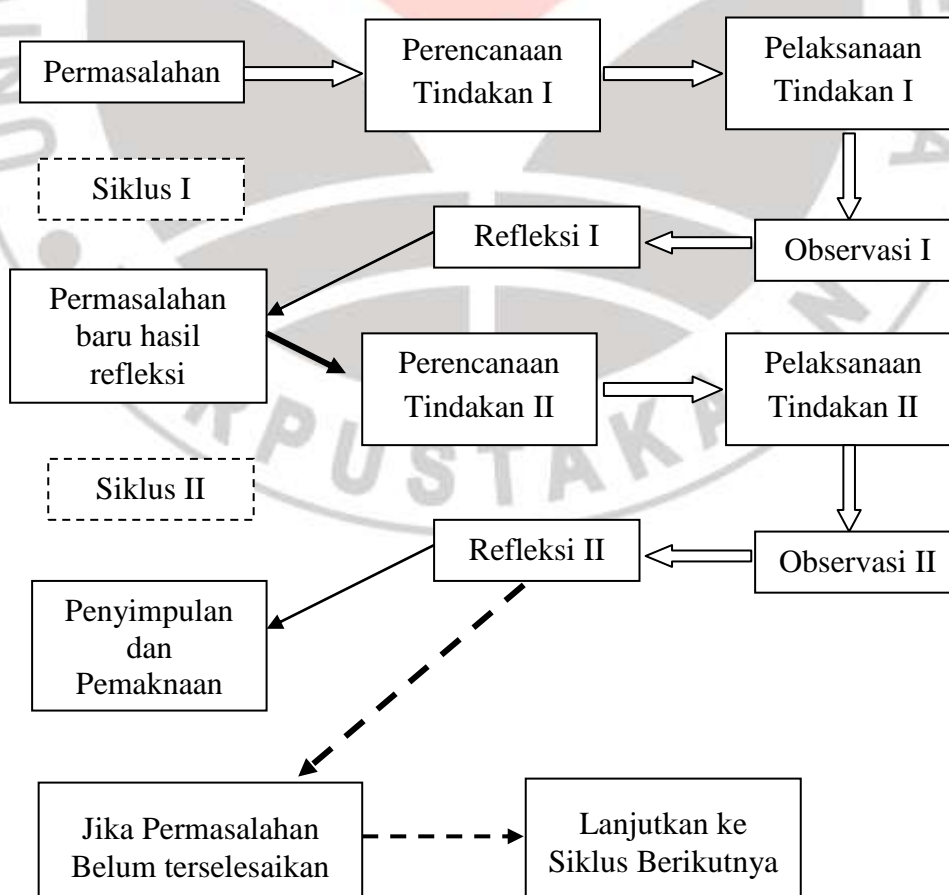 Permasalahan
Perencanaan
Tindakan I
Pelaksanaan
Tindakan I
Siklus I
Refleksi I
Observasi I
Permasalahan
baru hasil
refleksi
Perencanaan
Tindakan II
Pelaksanaan
Tindakan II
RPUSTAKAA
Siklus II
Refleksi II
Observasi II
Penyimpulan
dan
Pemaknaan
Jika Permasalahan
Belum terselesaikan
Lanjutkan ke
Siklus Berikutnya